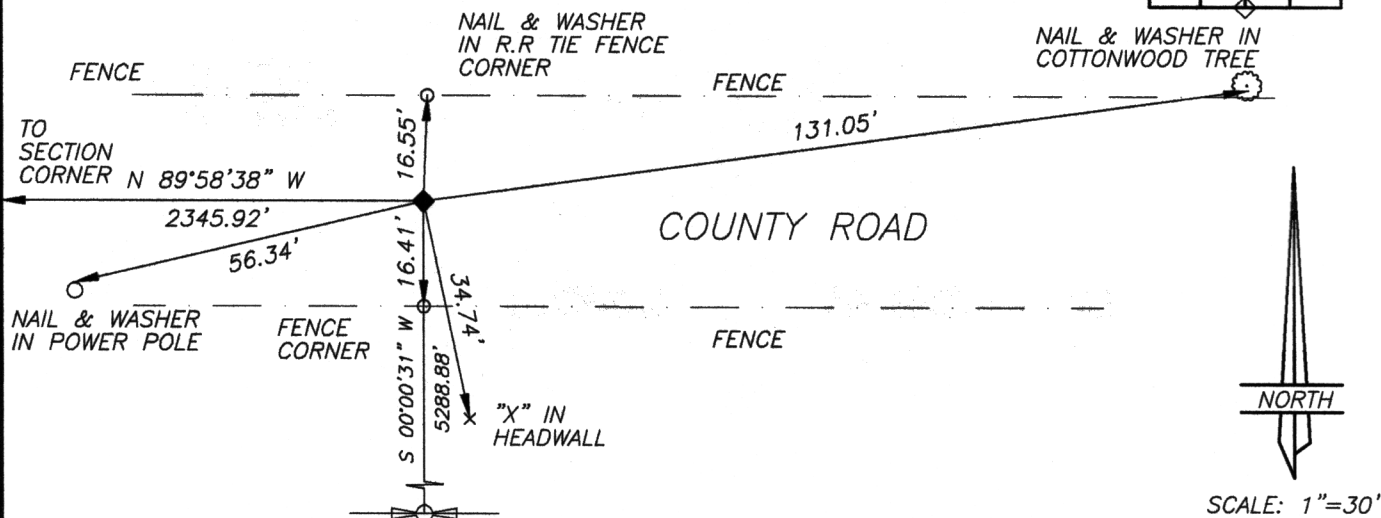 NAIL & WASHER
IN R.R TIE FENCE
CORNER
NAIL & WASHER IN
COTTONWOOD TREE
FENCE
FENCE
131.05'
16.55'
TO
SECTION
CORNER
N 89°58'38" W
2345.92'
56.34'
16.41'
34.74'
COUNTY ROAD
NAIL & WASHER
IN POWER POLE
FENCE
CORNER
FENCE
S 00°00'31" W
5288.88'
"X" IN
HEADWALL
NORTH
SCALE: 1"=30'